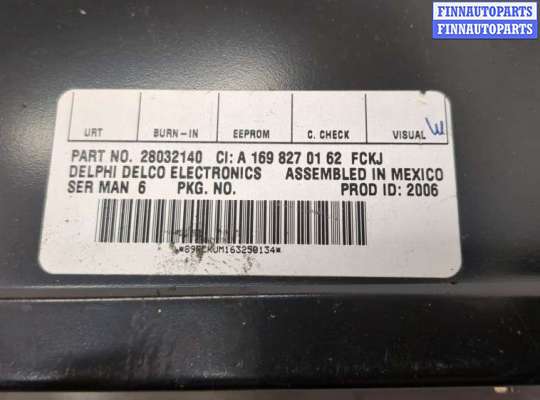 FINNAUTOPARTS
FINNAUTOPARTS
URT BURN-IN EEPROM C. CHECK VISUAL
PART NO. 28032140 CI: A 169 827 01 62 FCKJ
DELPHI DELCO ELECTRONICS ASSEMBLED IN MEXICO
SER MAN 6 PKG. NO. PROD ID: 2006